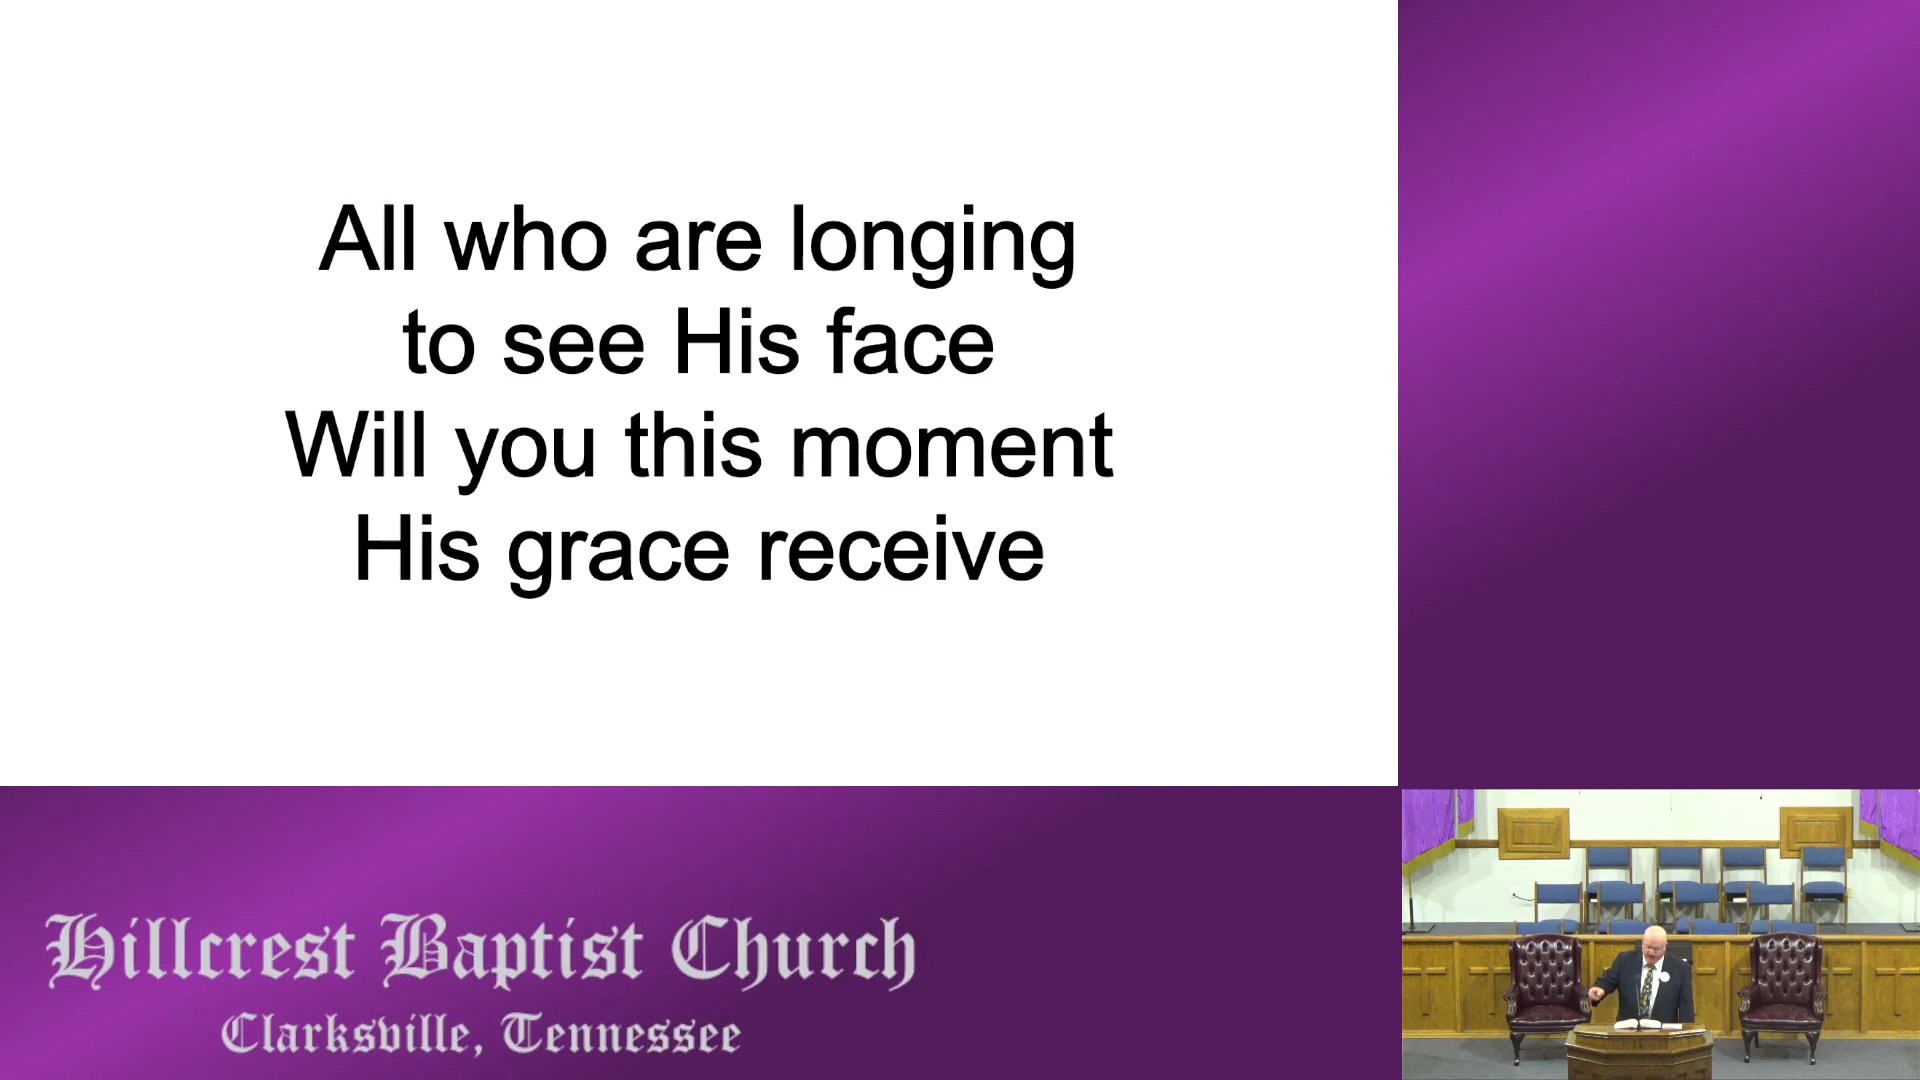 All who are longing
to see His face
Will you this moment
His grace receive
Hillcrest Baptist Church
Clarksville, Tennessee